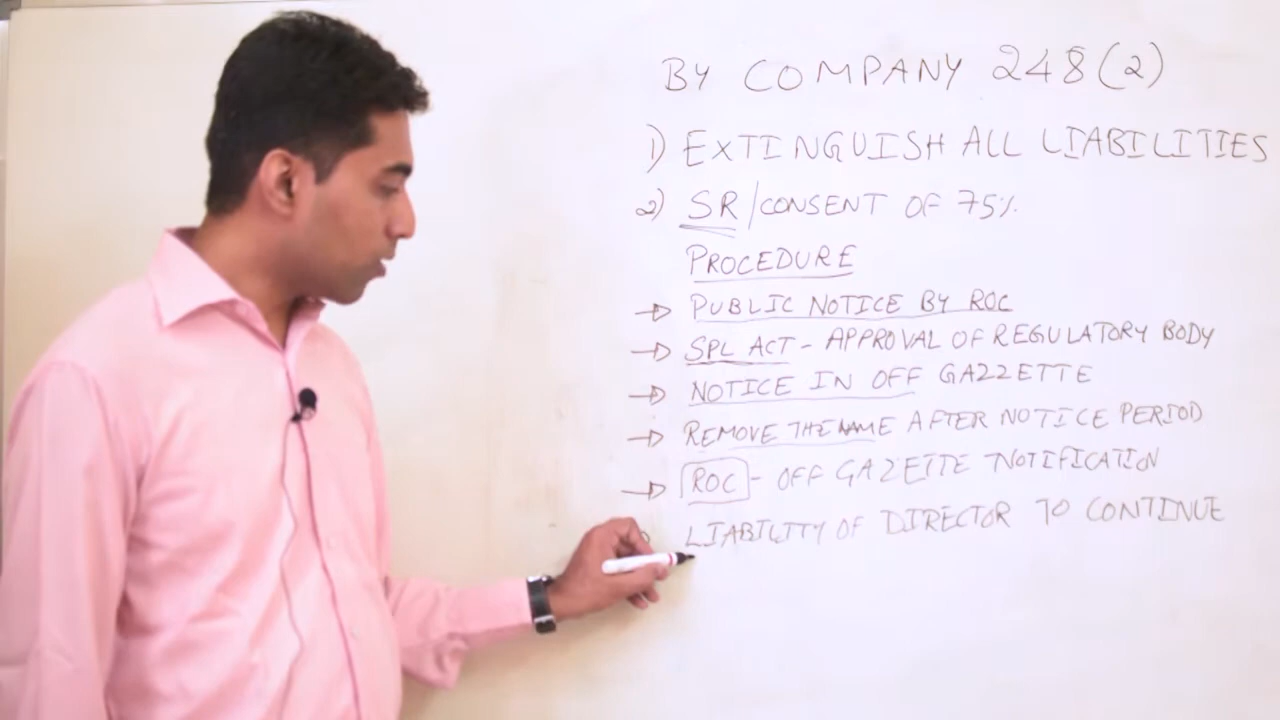 BY COMPANY 248(2)
1) EXTINGUISH ALL LIABILITIES
2) SR/CONSENT OF 75%
PROCEDURE
→ PUBLIC NOTICE BY ROC
→ SPL ACT - APPROVAL OF REGULATORY BODY
→ NOTICE IN OFF GAZZETTE
→ REMOVE THE NAME AFTER NOTICE PERIOD
→ ROC - OFF GAZETTE NOTIFICATION
LIABILITY OF DIRECTOR TO CONTINUE